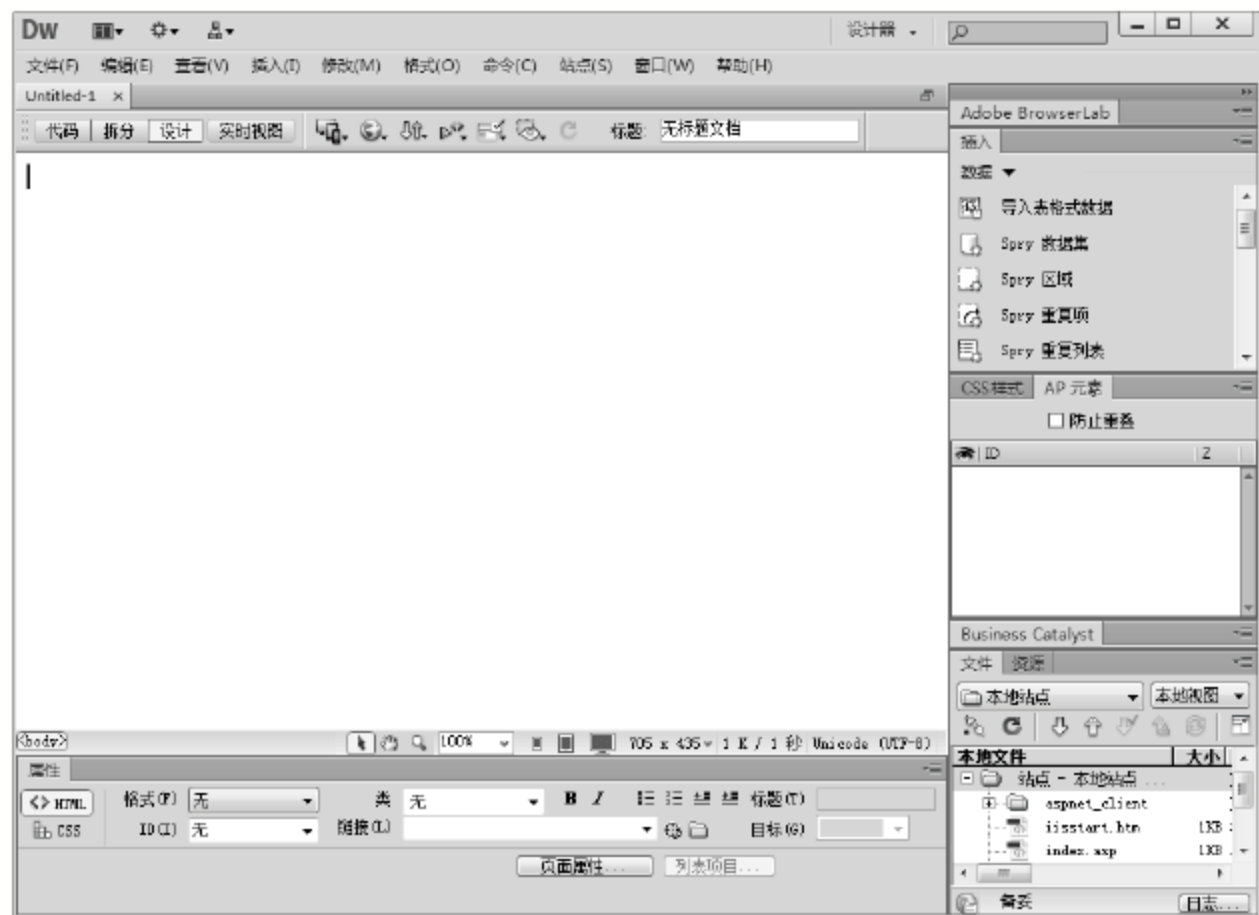 Dw
设计器
文件(F) 编辑(E) 查看(V) 插入(I) 修改(M) 格式(O) 命令(C) 站点(S) 窗口(W) 帮助(H)
Untitled-1 ×
代码 拆分 设计 实时视图 标题: 无标题文档
Adobe BrowserLab
插入
数据
导入表格式数据
Spry 数据集
Spry 区域
Spry 重复项
Spry 重复列表
CSS样式 AP 元素
防止重叠
ID Z
Business Catalyst
文件 资源
本地站点 本地视图
本地文件 大小
站点 - 本地站点 ...
aspnet_client
iisstart.htm 1KB
index.asp 1KB
备妥 日志...
<body> 100% 705 x 435 1 K / 1 秒 Unicode (UTF-8)
属性
<> HTML 格式(F) 无 类 无 B I 标题(T)
CSS ID(I) 无 链接(L) 目标(G)
页面属性... 列表项目...